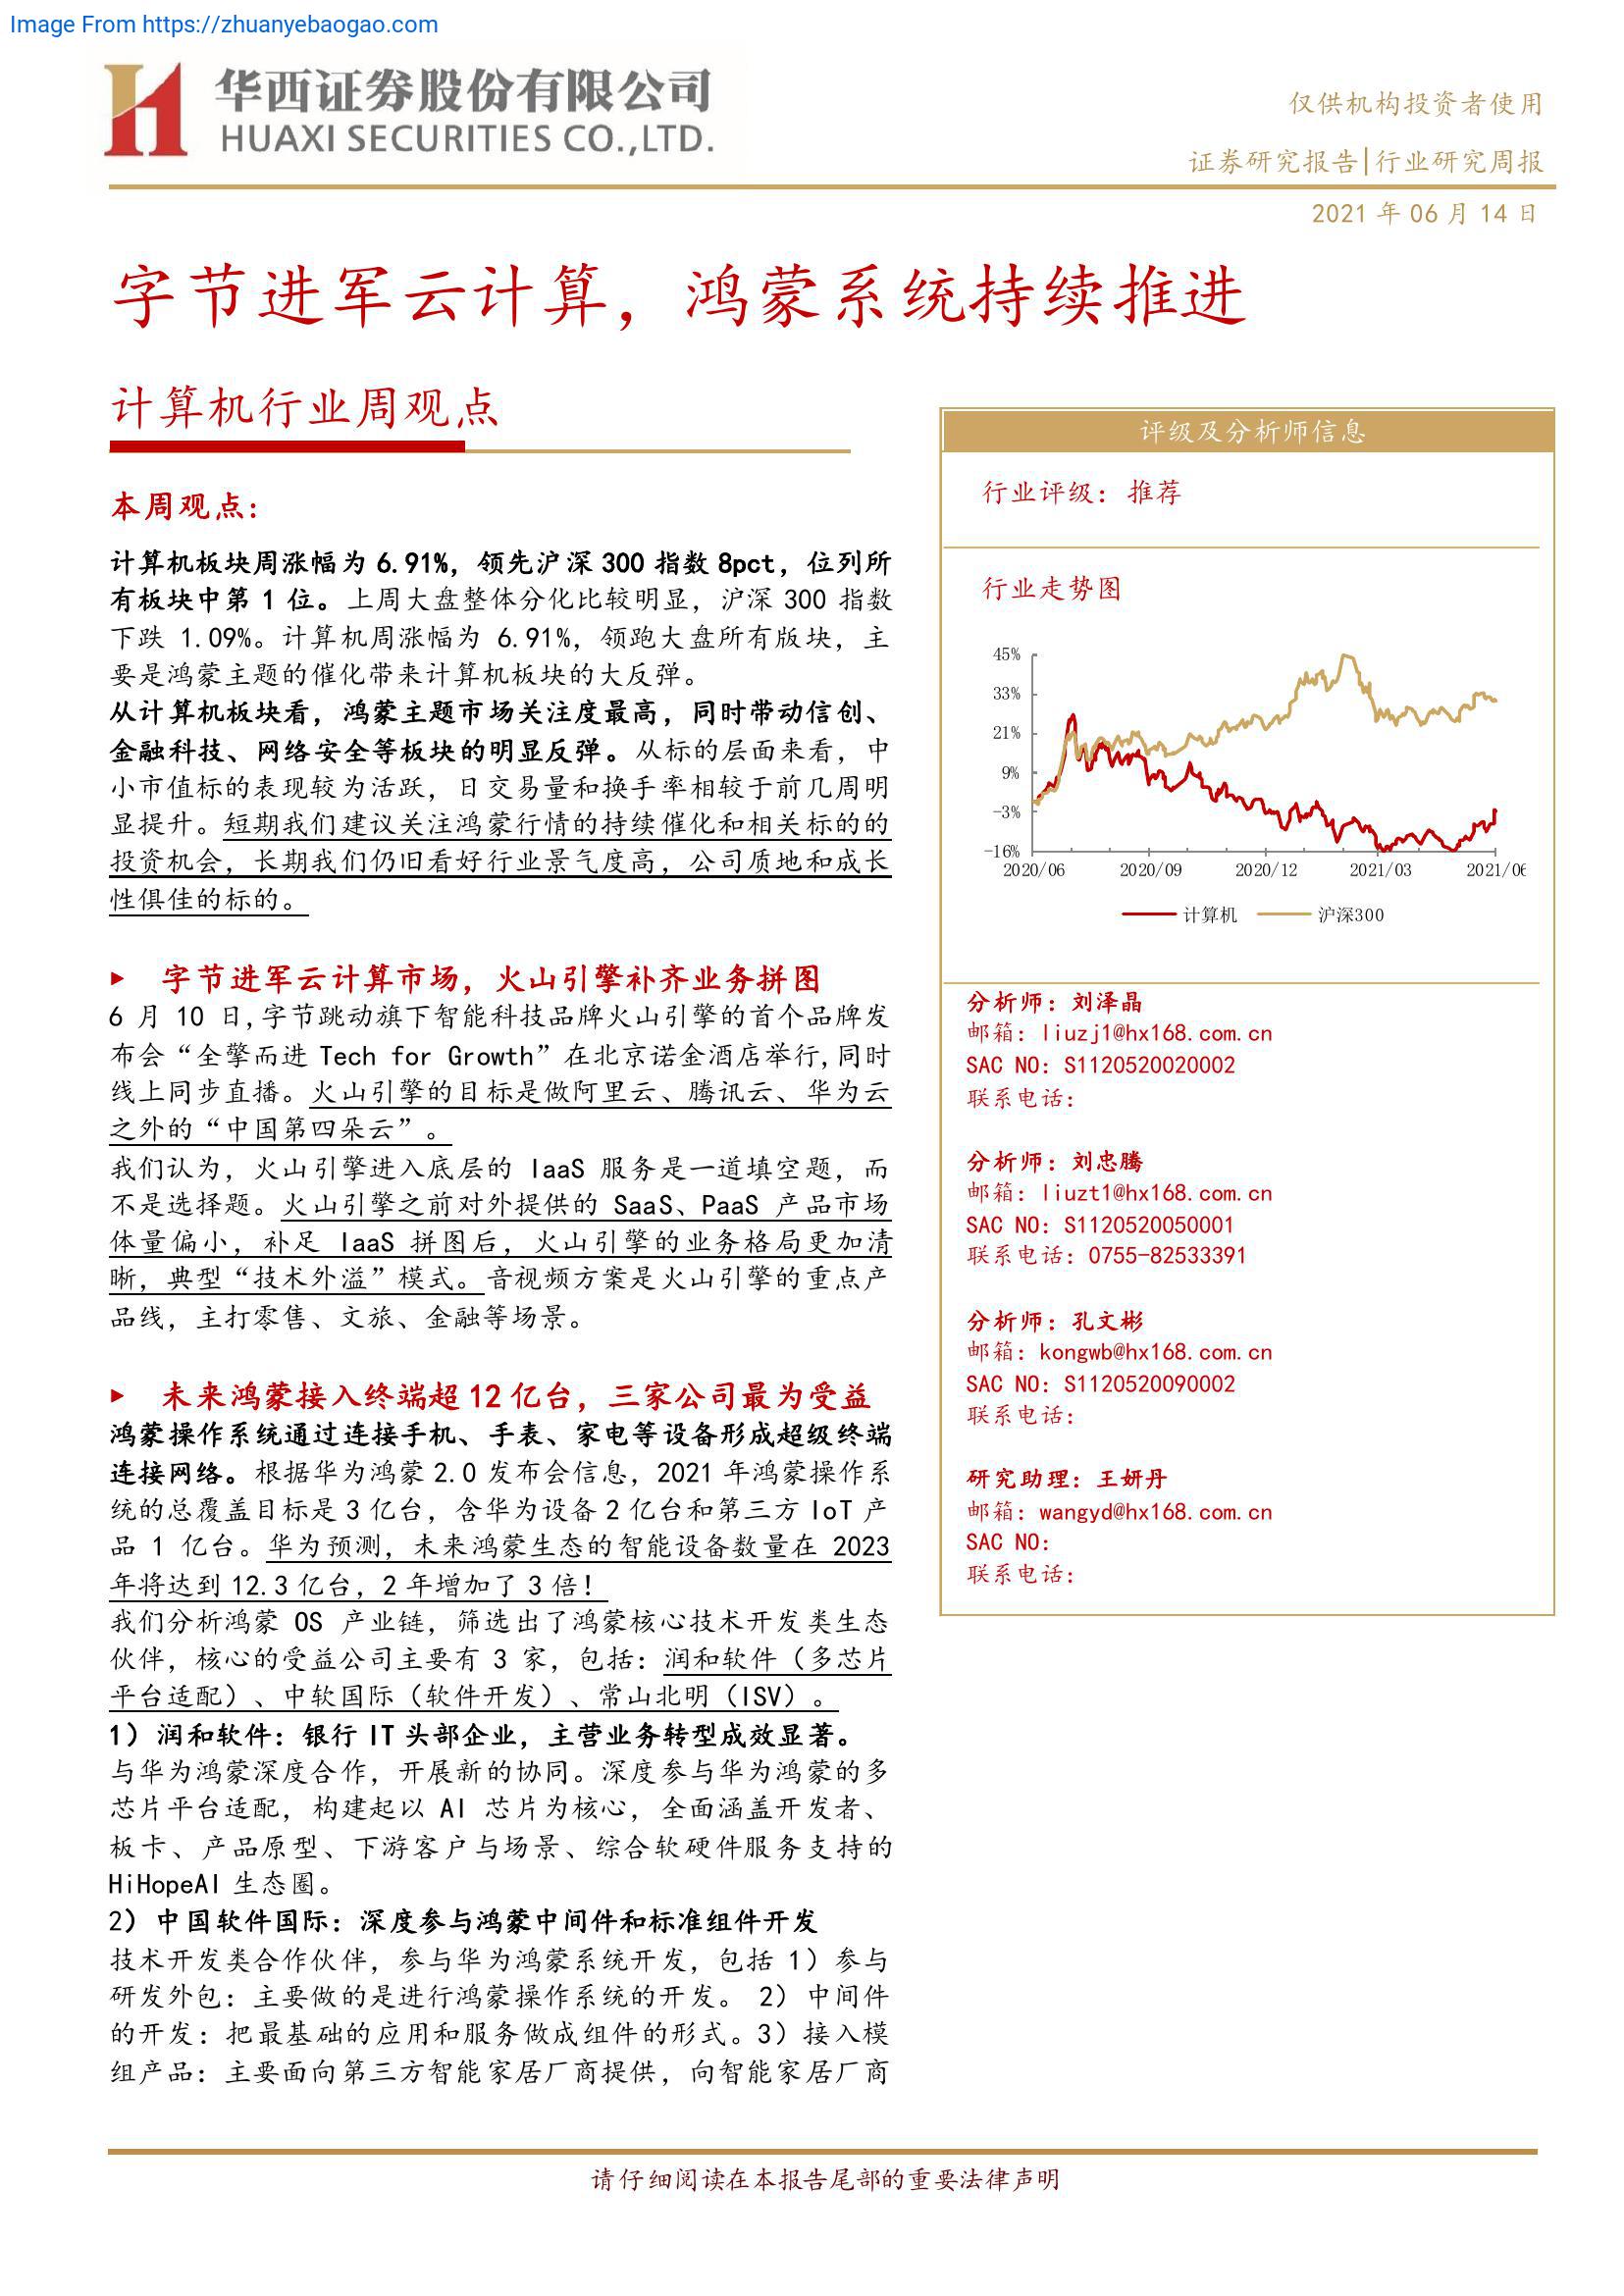 Image From https://zhuanyebaogao.com
华西证券股份有限公司
HUAXI SECURITIES CO.,LTD.
仅供机构投资者使用
证券研究报告|行业研究周报
2021 年 06 月 14 日
字节进军云计算，鸿蒙系统持续推进
计算机行业周观点
本周观点：
计算机板块周涨幅为 6.91%，领先沪深 300 指数 8pct，位列所
有板块中第 1 位。上周大盘整体分化比较明显，沪深 300 指数
下跌 1.09%。计算机周涨幅为 6.91%，领跑大盘所有版块，主
要是鸿蒙主题的催化带来计算机板块的大反弹。
从计算机板块看，鸿蒙主题市场关注度最高，同时带动信创、
金融科技、网络安全等板块的明显反弹。从标的层面来看，中
小市值标的表现较为活跃，日交易量和换手率相较于前几周明
显提升。短期我们建议关注鸿蒙行情的持续催化和相关标的的
投资机会，长期我们仍旧看好行业景气度高，公司质地和成长
性俱佳的标的。
▶ 字节进军云计算市场，火山引擎补齐业务拼图
6 月 10 日,字节跳动旗下智能科技品牌火山引擎的首个品牌发
布会“全擎而进 Tech for Growth”在北京诺金酒店举行,同时
线上同步直播。火山引擎的目标是做阿里云、腾讯云、华为云
之外的“中国第四朵云”。
我们认为，火山引擎进入底层的 IaaS 服务是一道填空题，而
不是选择题。火山引擎之前对外提供的 SaaS、PaaS 产品市场
体量偏小，补足 IaaS 拼图后，火山引擎的业务格局更加清
晰，典型“技术外溢”模式。音视频方案是火山引擎的重点产
品线，主打零售、文旅、金融等场景。
▶ 未来鸿蒙接入终端超 12 亿台，三家公司最为受益
鸿蒙操作系统通过连接手机、手表、家电等设备形成超级终端
连接网络。根据华为鸿蒙 2.0 发布会信息，2021 年鸿蒙操作系
统的总覆盖目标是 3 亿台，含华为设备 2 亿台和第三方 IoT 产
品 1 亿台。华为预测，未来鸿蒙生态的智能设备数量在 2023
年将达到 12.3 亿台，2 年增加了 3 倍！
我们分析鸿蒙 OS 产业链，筛选出了鸿蒙核心技术开发类生态
伙伴，核心的受益公司主要有 3 家，包括：润和软件（多芯片
平台适配）、中软国际（软件开发）、常山北明（ISV）。
1）润和软件：银行 IT 头部企业，主营业务转型成效显著。
与华为鸿蒙深度合作，开展新的协同。深度参与华为鸿蒙的多
芯片平台适配，构建起以 AI 芯片为核心，全面涵盖开发者、
板卡、产品原型、下游客户与场景、综合软硬件服务支持的
HiHopeAI 生态圈。
2）中国软件国际：深度参与鸿蒙中间件和标准组件开发
技术开发类合作伙伴，参与华为鸿蒙系统开发，包括 1）参与
研发外包：主要做的是进行鸿蒙操作系统的开发。 2）中间件
的开发：把最基础的应用和服务做成组件的形式。3）接入模
组产品：主要面向第三方智能家居厂商提供，向智能家居厂商
评级及分析师信息
行业评级：推荐
行业走势图
45%
33%
21%
9%
-3%
-16%
2020/06 2020/09 2020/12 2021/03 2021/06
计算机 沪深300
分析师：刘泽晶
邮箱：liuzj1@hx168.com.cn
SAC NO：S1120520020002
联系电话：
分析师：刘忠腾
邮箱：liuzt1@hx168.com.cn
SAC NO：S1120520050001
联系电话：0755-82533391
分析师：孔文彬
邮箱：kongwb@hx168.com.cn
SAC NO：S1120520090002
联系电话：
研究助理：王妍丹
邮箱：wangyd@hx168.com.cn
SAC NO：
联系电话：
请仔细阅读在本报告尾部的重要法律声明